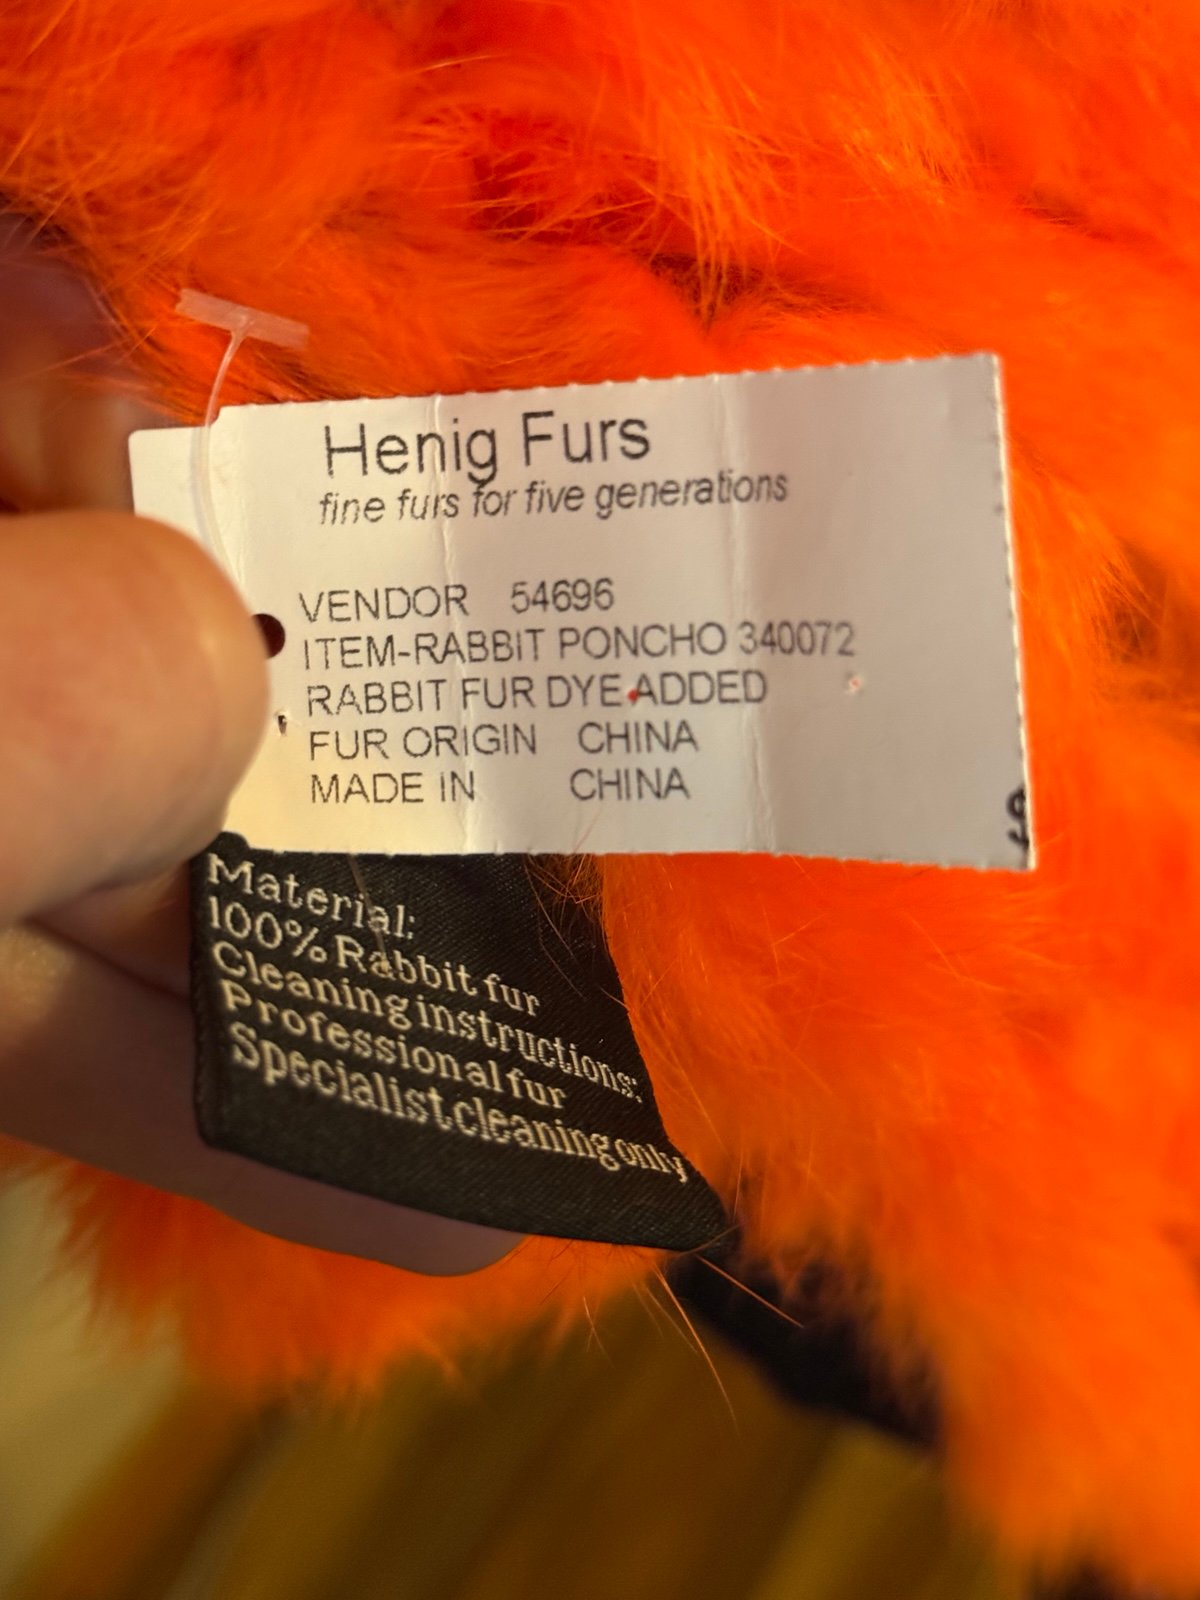 Henig Furs
fine furs for five generations
VENDOR 54696
ITEM-RABBIT PONCHO 340072
RABBIT FUR DYE ADDED
FUR ORIGIN CHINA
MADE IN CHINA
Material:
100% Rabbit fur
Cleaning instructions:
Professional fur
Specialist cleaning only